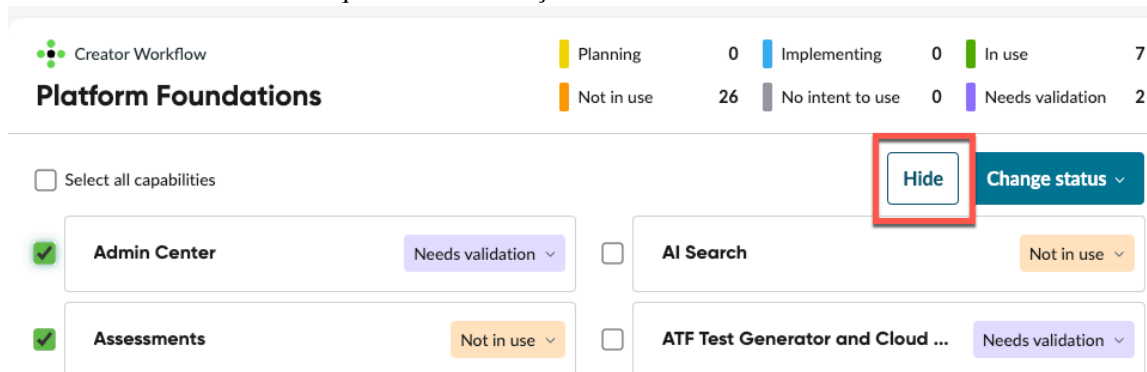 Creator Workflow
Platform Foundations
Planning 0 Implementing 0 In use 7
Not in use 26 No intent to use 0 Needs validation 2
Select all capabilities
Hide Change status
Admin Center Needs validation AI Search Not in use
Assessments Not in use ATF Test Generator and Cloud ... Needs validation